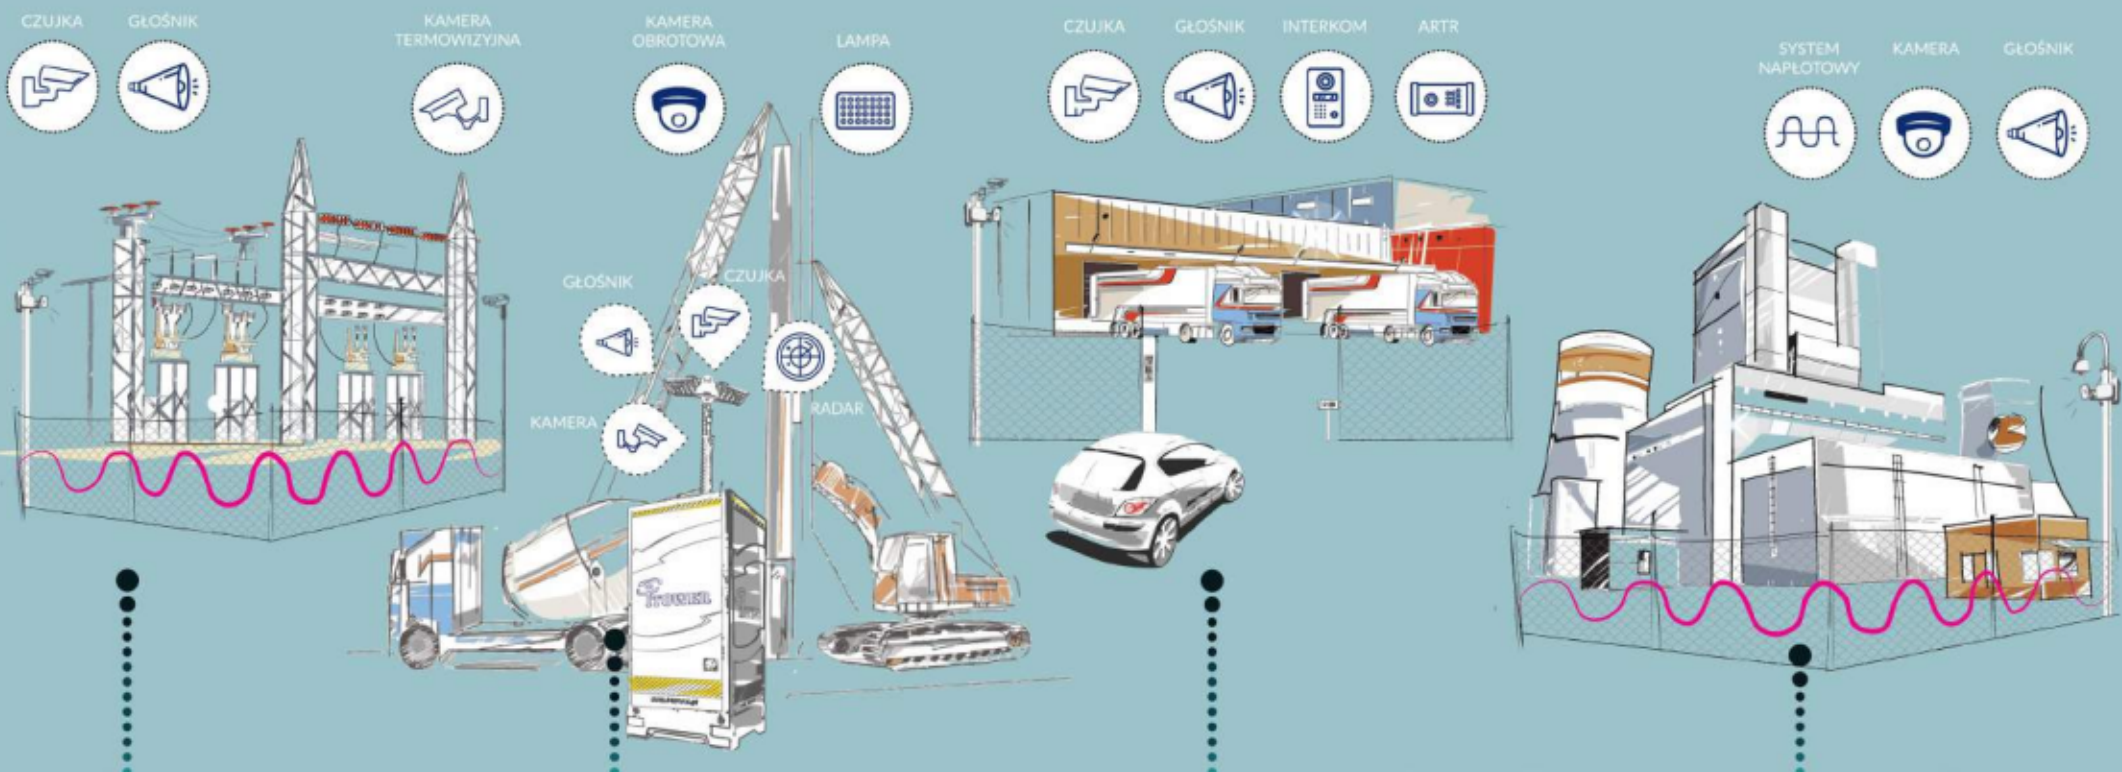 CZUJKA
GŁOŚNIK
KAMERA
TERMOWIZYJNA
KAMERA
OBROTOWA
LAMPA
CZUJKA
GŁOŚNIK
INTERKOM
ARTR
SYSTEM
NAPŁOTOWY
KAMERA
GŁOŚNIK
GŁOŚNIK
CZUJKA
KAMERA
RADAR
TOWER